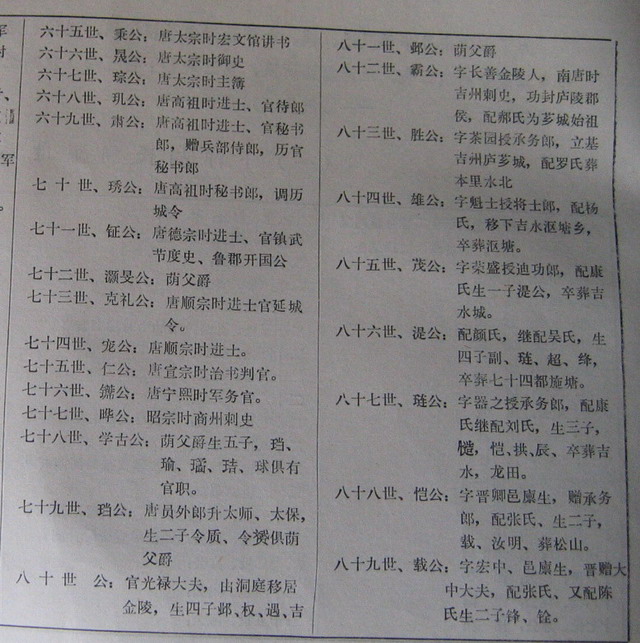 六十五世、乘公：唐太宗时宏文馆讲书
六十六世、晟公：唐太宗时御史
六十七世、琮公：唐太宗时主簿
六十八世、玑公：唐高祖时进士、官待郎
六十九世、肃公：唐高祖时进士、官秘书
郎，赠兵部侍郎，历官
秘书郎
七十世、琇公：唐高祖时秘书郎，调历
城令
七十一世、钲公：唐德宗时进士、官镇武
节度史、鲁郡开国公
七十二世、灏旻公：荫父爵
七十三世、克礼公：唐顺宗时进士官延城
令。
七十四世、宠公：唐顺宗时进士。
七十五世、仁公：唐宣宗时治书判官。
七十六世、公：唐宁熙时军务官。
七十七世、晔公：昭宗时商州刺史
七十八世、学古公：荫父爵生五子，珰、
瑜、瑀、琣、球俱有
官职。
七十九世、珰公：唐员外郎升太师、太保，
生二子令质、令俱荫
父爵
八十世 公：官光禄大夫，由洞庭移居
金陵，生四子邺、权、遇、吉
八十一世、邺公：荫父爵
八十二世、霸公：字长善金陵人，南唐时
吉州刺史，功封庐陵郡
侯，配郝氏为芗城始祖
八十三世、胜公：字茶园授承务郎，立基
吉州庐芗城，配罗氏葬
本里水北
八十四世、雄公：字魁士授将士郎，配杨
氏，移下吉水沤塘乡，
卒葬沤塘。
八十五世、茂公：字荣盛授迪功郎，配康
氏生一子湜公，卒葬吉
水城。
八十六世、湜公：配颜氏，继配吴氏，生
四子副、琏、超、绛，
卒葬七十四都施塘。
八十七世、琏公：字器之授承务郎，配康
氏继配刘氏，生三子，
恺、拱、辰、卒葬吉
水，龙田。
八十八世、恺公：字晋卿邑廪生，赠承务
郎，配张氏、生二子，
载、汝明、葬松山。
八十九世、载公：字宏中、邑廪生，晋赠大
中大夫，配张氏、又配陈
氏生二子锋、铨。